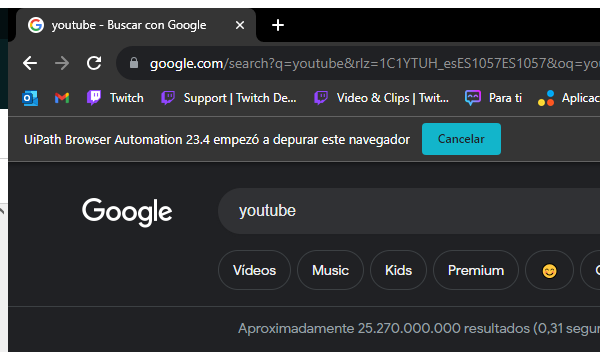 youtube - Buscar con Google
google.com/search?q=youtube&rlz=1C1YTUH_esES1057ES1057&oq=you
Twitch Support | Twitch De... Video & Clips | Twit... Para ti Aplicac
UiPath Browser Automation 23.4 empezó a depurar este navegador Cancelar
Google youtube
Vídeos Music Kids Premium
Aproximadamente 25.270.000.000 resultados (0,31 segun